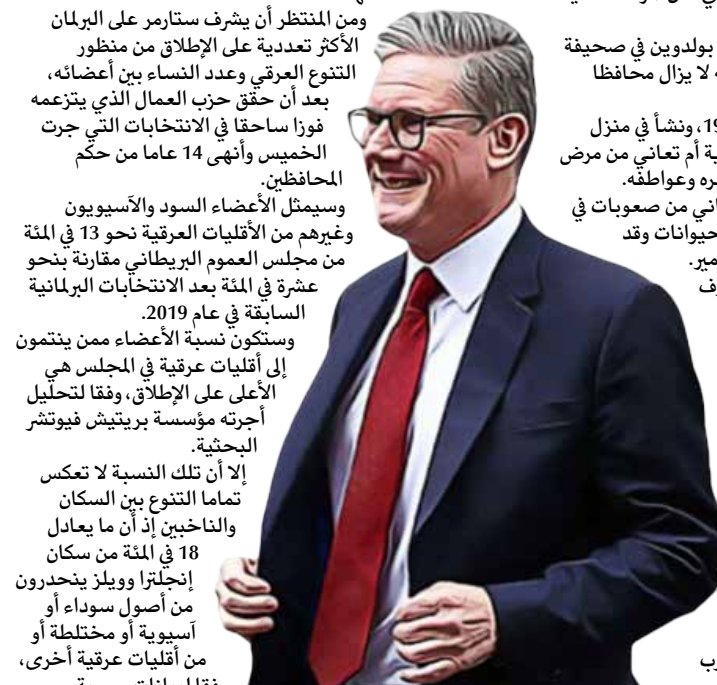 بولدوين في صحيفة
لا يزال محافظا
19، ونشأ في منزل
أم تعاني من مرض
وعواطفه.
اني من صعوبات في
وقد
ومن المنتظر أن يشرف ستارمر على البرلمان
الأكثر تعددية على الإطلاق من منظور
التنوع العرقي وعدد النساء بين أعضائه،
بعد أن حقق حزب العمال الذي يتزعمه
فوزا ساحقا في الانتخابات التي جرت
الخميس وأنهى 14 عاما من حكم
المحافظين.
وسيمثل الأعضاء السود والآسيويون
وغيرهم من الأقليات العرقية نحو 13 في المئة
من مجلس العموم البريطاني مقارنة بنحو
عشرة في المئة بعد الانتخابات البرلمانية
السابقة في عام 2019.
وستكون نسبة الأعضاء ممن ينتمون
إلى أقليات عرقية في المجلس هي
الأعلى على الإطلاق، وفقا لتحليل
أجرته مؤسسة بريتيش فيوتشر
البحثية.
إلا أن تلك النسبة لا تعكس
تماما التنوع بين السكان
والناخبين إذ أن ما يعادل
18 في المئة من سكان
إنجلترا وويلز ينحدرون
من أصول سوداء أو
آسيوية أو مختلطة أو
من أقليات عرقية أخرى،